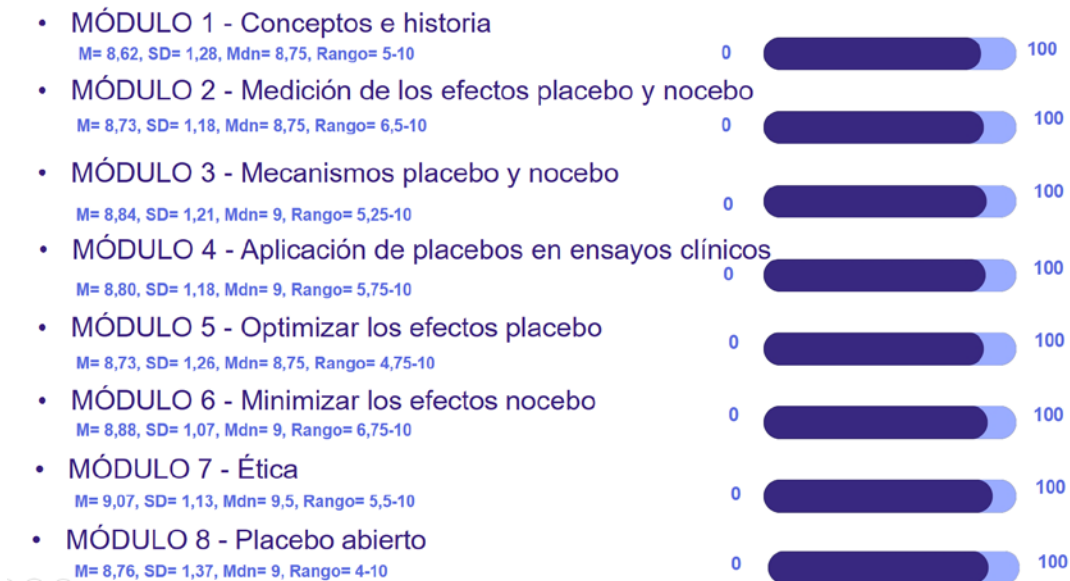 • MÓDULO 1 - Conceptos e historia
M= 8,62, SD= 1,28, Mdn= 8,75, Rango= 5-10
0 100
• MÓDULO 2 - Medición de los efectos placebo y nocebo
M= 8,73, SD= 1,18, Mdn= 8,75, Rango= 6,5-10
0 100
• MÓDULO 3 - Mecanismos placebo y nocebo
M= 8,84, SD= 1,21, Mdn= 9, Rango= 5,25-10
0 100
• MÓDULO 4 - Aplicación de placebos en ensayos clínicos
M= 8,80, SD= 1,18, Mdn= 9, Rango= 5,75-10
0 100
• MÓDULO 5 - Optimizar los efectos placebo
M= 8,73, SD= 1,26, Mdn= 8,75, Rango= 4,75-10
0 100
• MÓDULO 6 - Minimizar los efectos nocebo
M= 8,88, SD= 1,07, Mdn= 9, Rango= 6,75-10
0 100
• MÓDULO 7 - Ética
M= 9,07, SD= 1,13, Mdn= 9,5, Rango= 5,5-10
0 100
• MÓDULO 8 - Placebo abierto
M= 8,76, SD= 1,37, Mdn= 9, Rango= 4-10
0 100